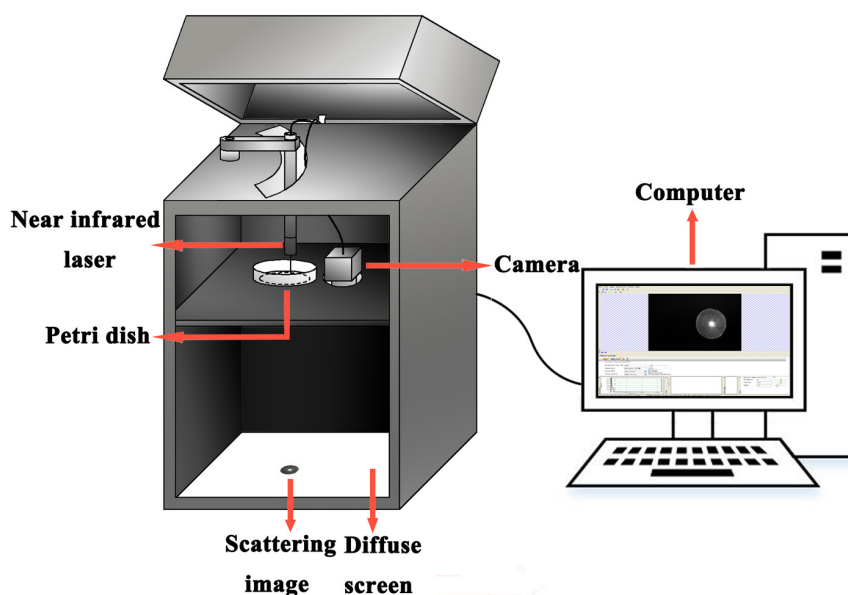 Computer
Near infrared
laser
Camera
Petri dish
Scattering
image
Diffuse
screen